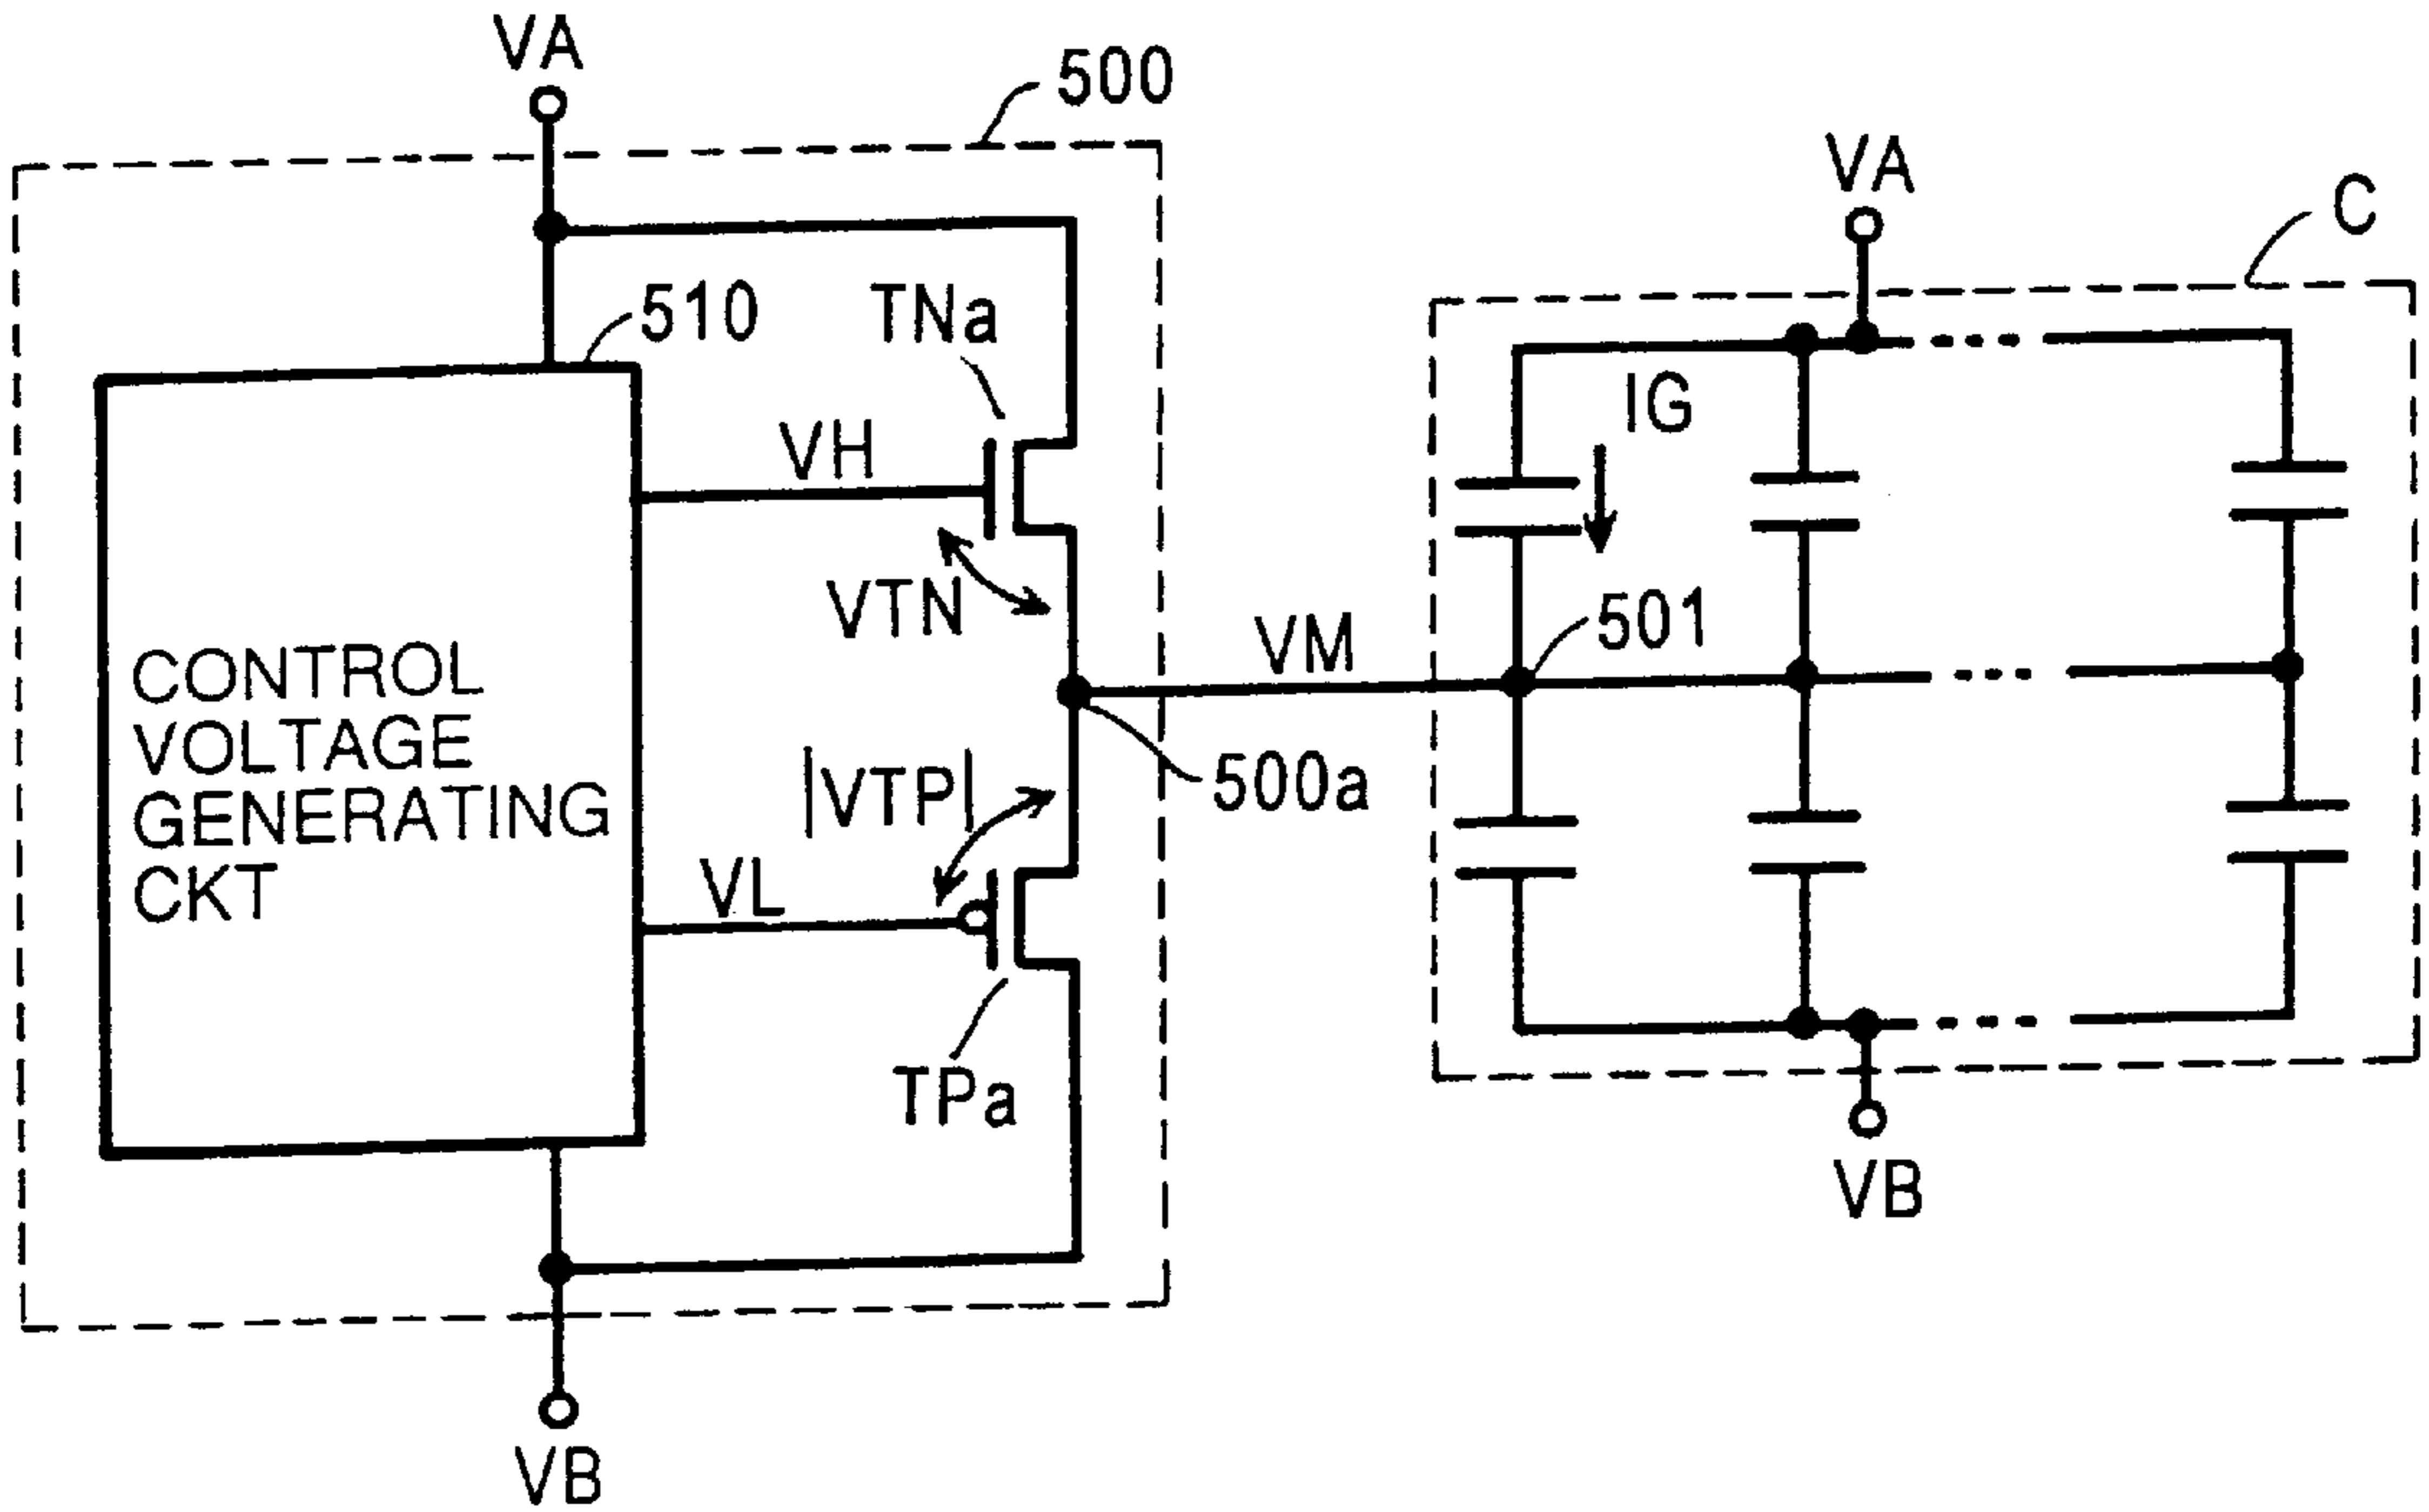 VA
500
VA
C
510
TNa
IG
VH
VTN
501
VM
CONTROL
VOLTAGE
GENERATING
CKT
|VTP|
500a
VL
TPa
VB
VB